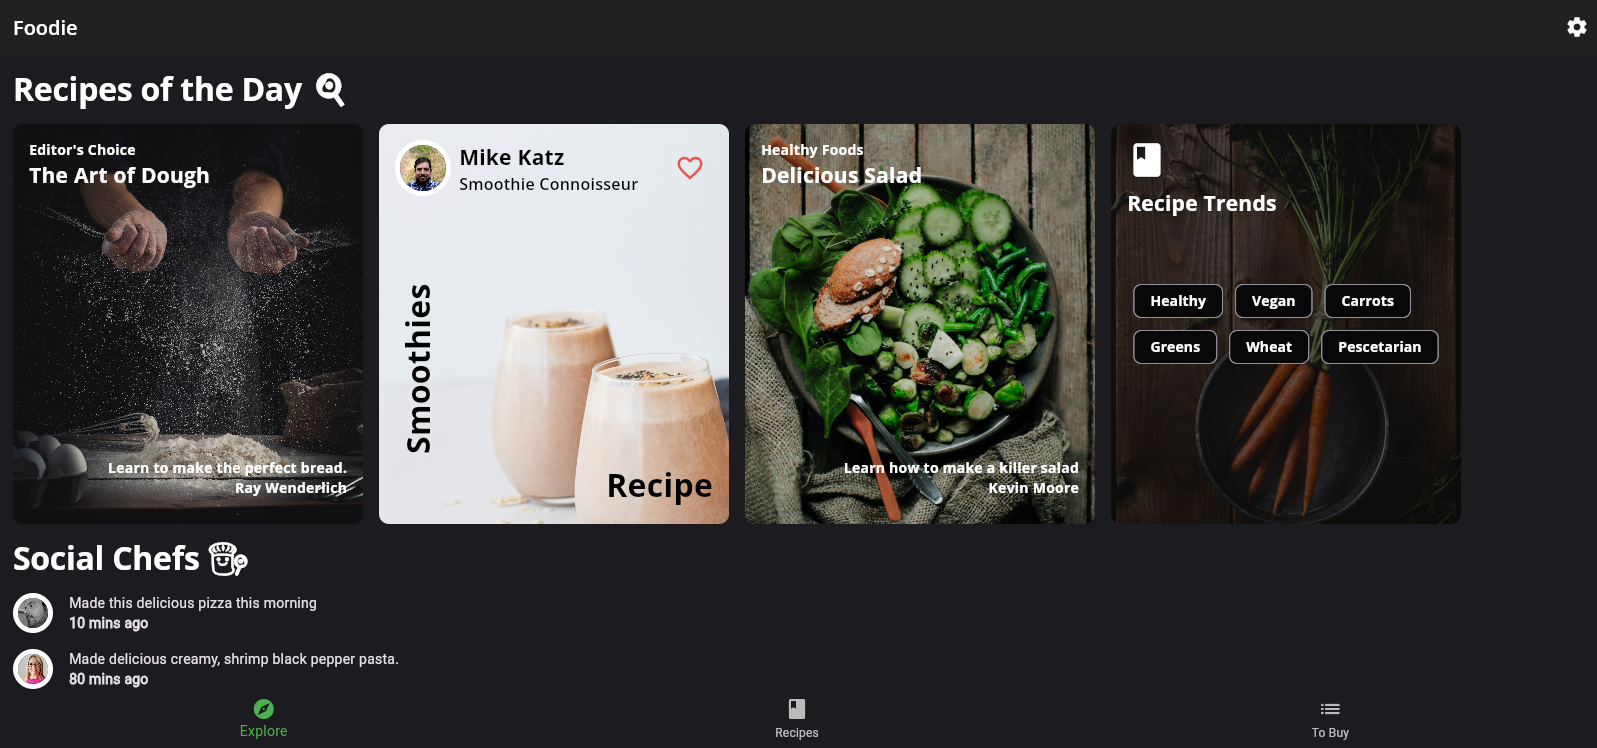 Foodie
Recipes of the Day
Editor's Choice
The Art of Dough
Learn to make the perfect bread.
Ray Wenderlich
Mike Katz
Smoothie Connoisseur
Smoothies
Recipe
Healthy Foods
Delicious Salad
Learn how to make a killer salad
Kevin Moore
Recipe Trends
Healthy Vegan Carrots
Greens Wheat Pescetarian
Social Chefs
Made this delicious pizza this morning
10 mins ago
Made delicious creamy, shrimp black pepper pasta.
80 mins ago
Explore Recipes To Buy